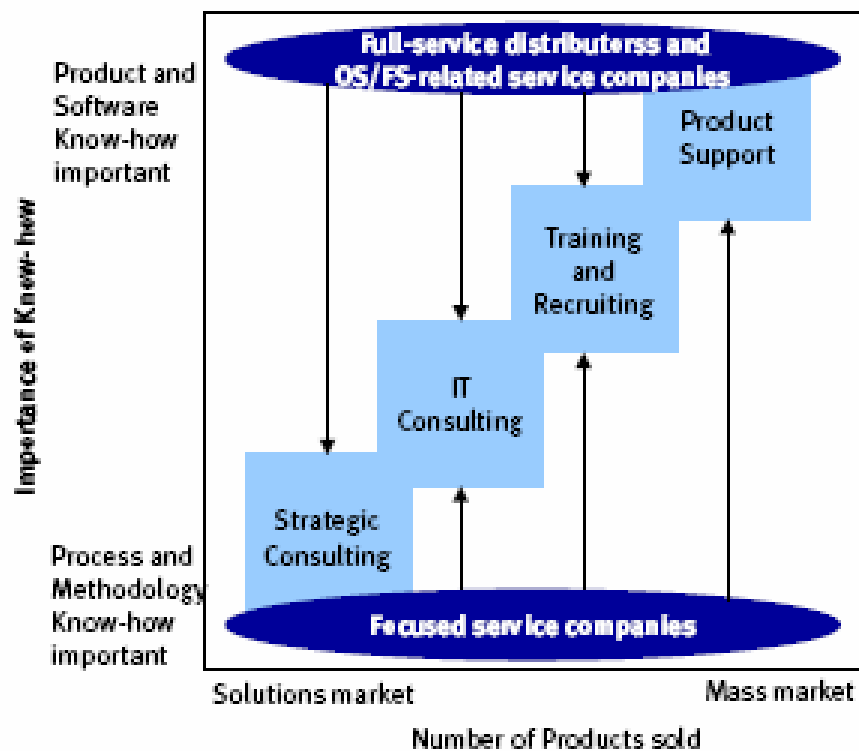 Full-service distributerss and
OS/FS-related service companies
Product and
Software
Know-how
important
Product
Support
Training
and
Recruiting
Importance of Know-how
IT
Consulting
Strategic
Consulting
Process and
Methodology
Know-how
important
Focused service companies
Solutions market
Mass market
Number of Products sold